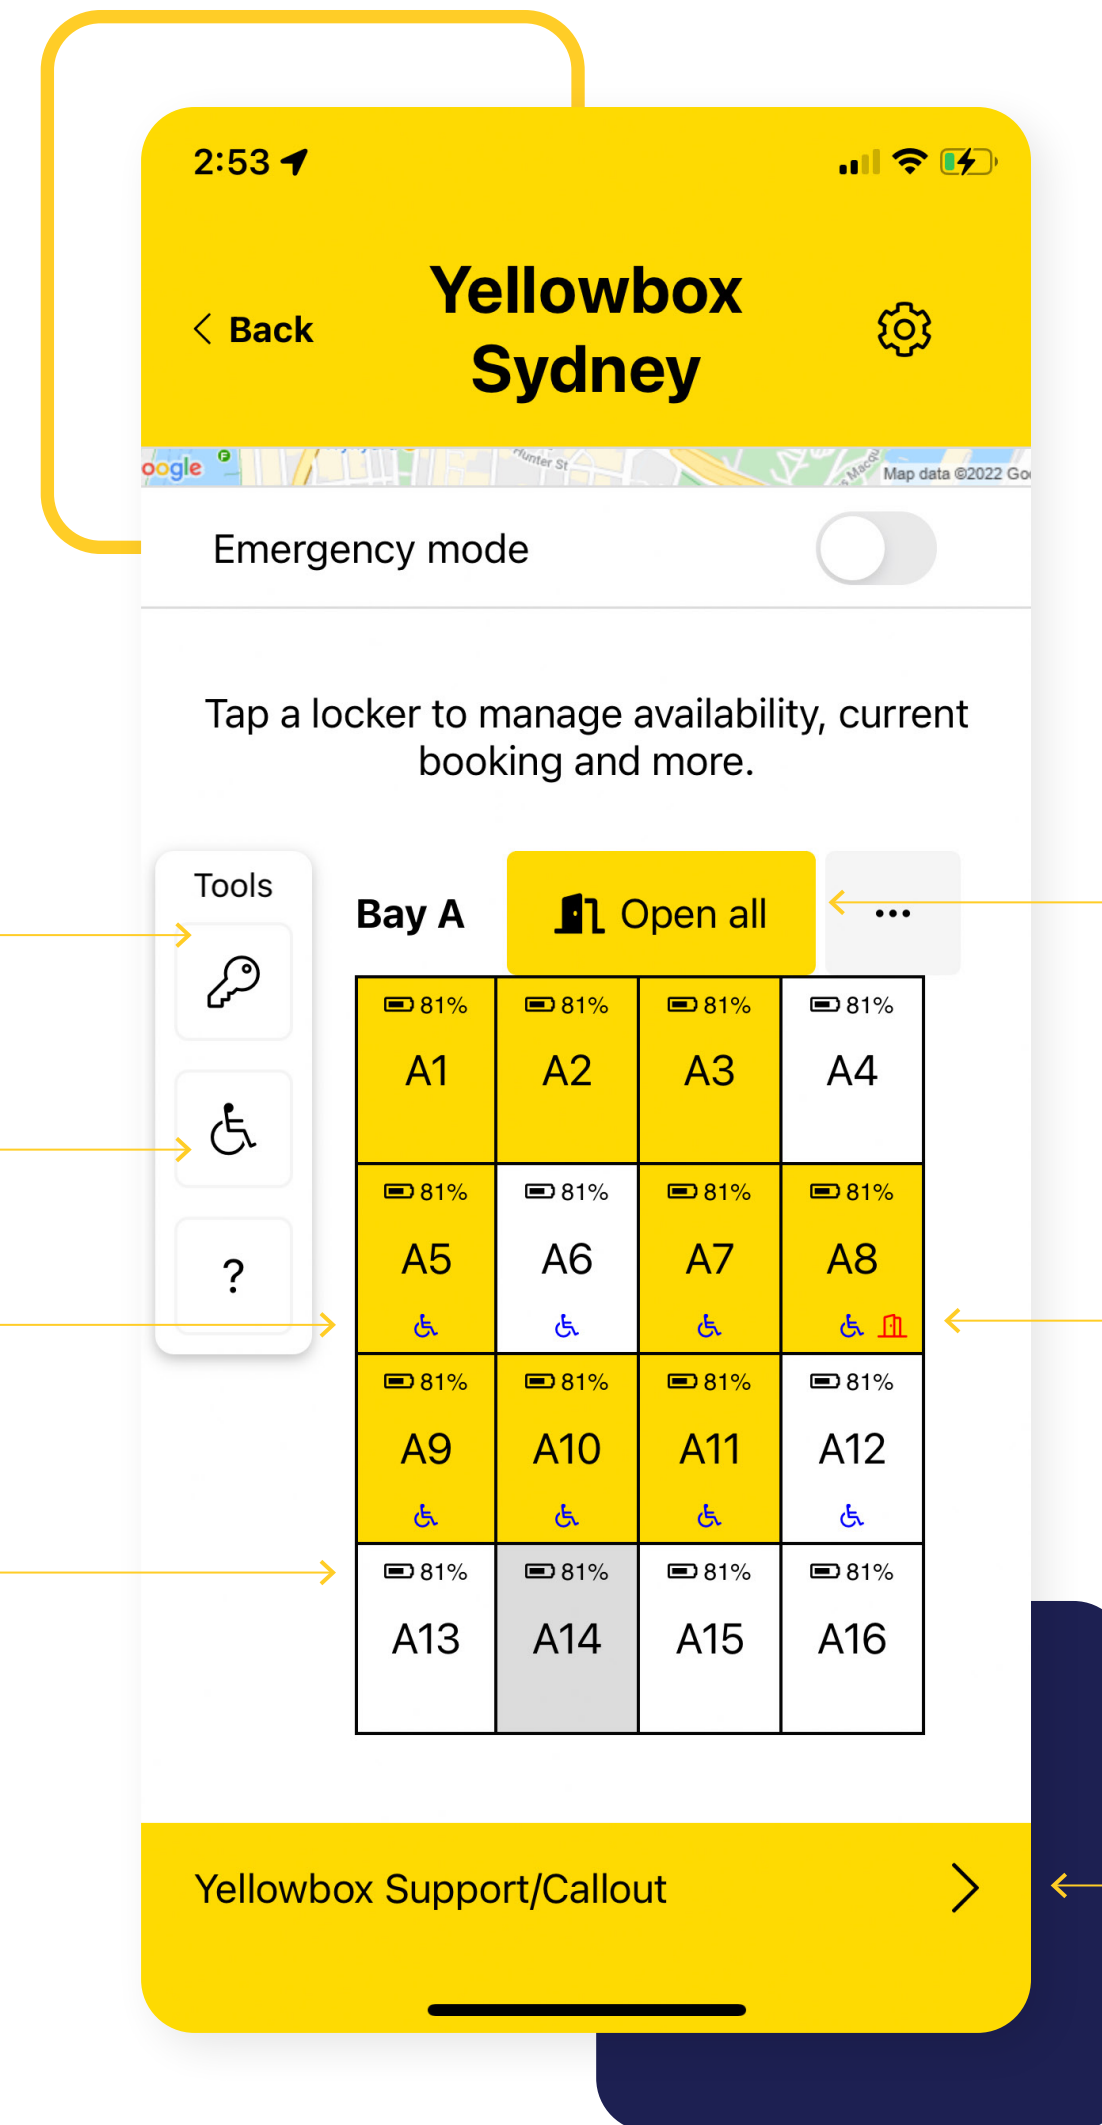 2:53
Yellowbox
< Back
Sydney
oogle
Hunter St
Map data ©2022 Go
Emergency mode
Tap a locker to manage availability, current
booking and more.
Tools
Bay A
Open all
...
81% 81% 81% 81%
A1 A2 A3 A4
81% 81% 81% 81%
A5 A6 A7 A8
?
81% 81% 81% 81%
A9 A10 A11 A12
81% 81% 81% 81%
A13 A14 A15 A16
Yellowbox Support/Callout